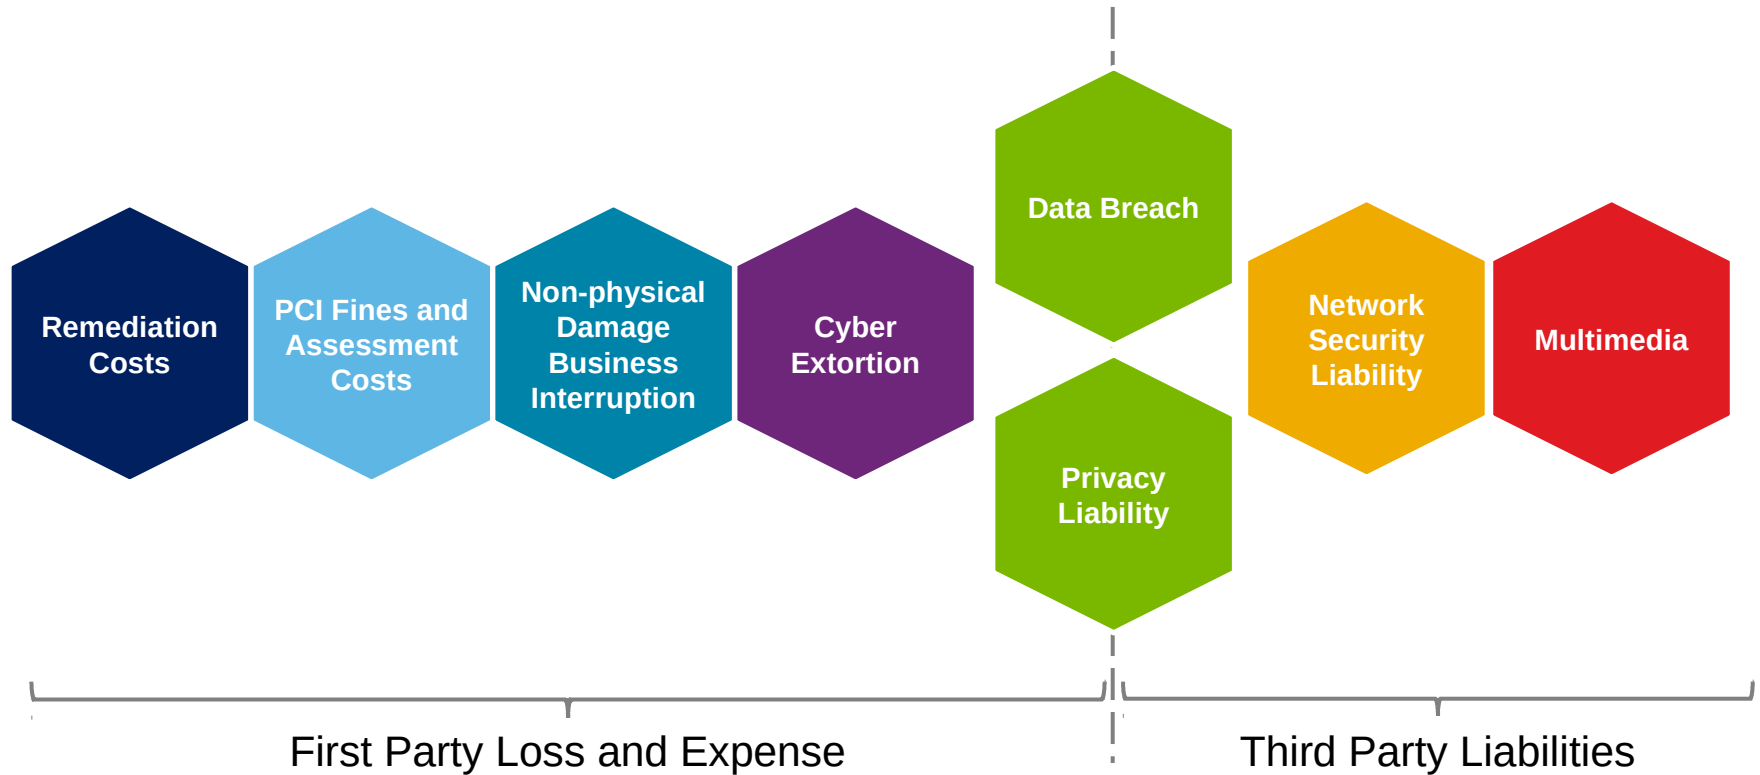 Remediation
Costs
PCI Fines and
Assessment
Costs
Non-physical
Damage
Business
Interruption
Cyber
Extortion
Data Breach
Privacy
Liability
Network
Security
Liability
Multimedia
First Party Loss and Expense
Third Party Liabilities